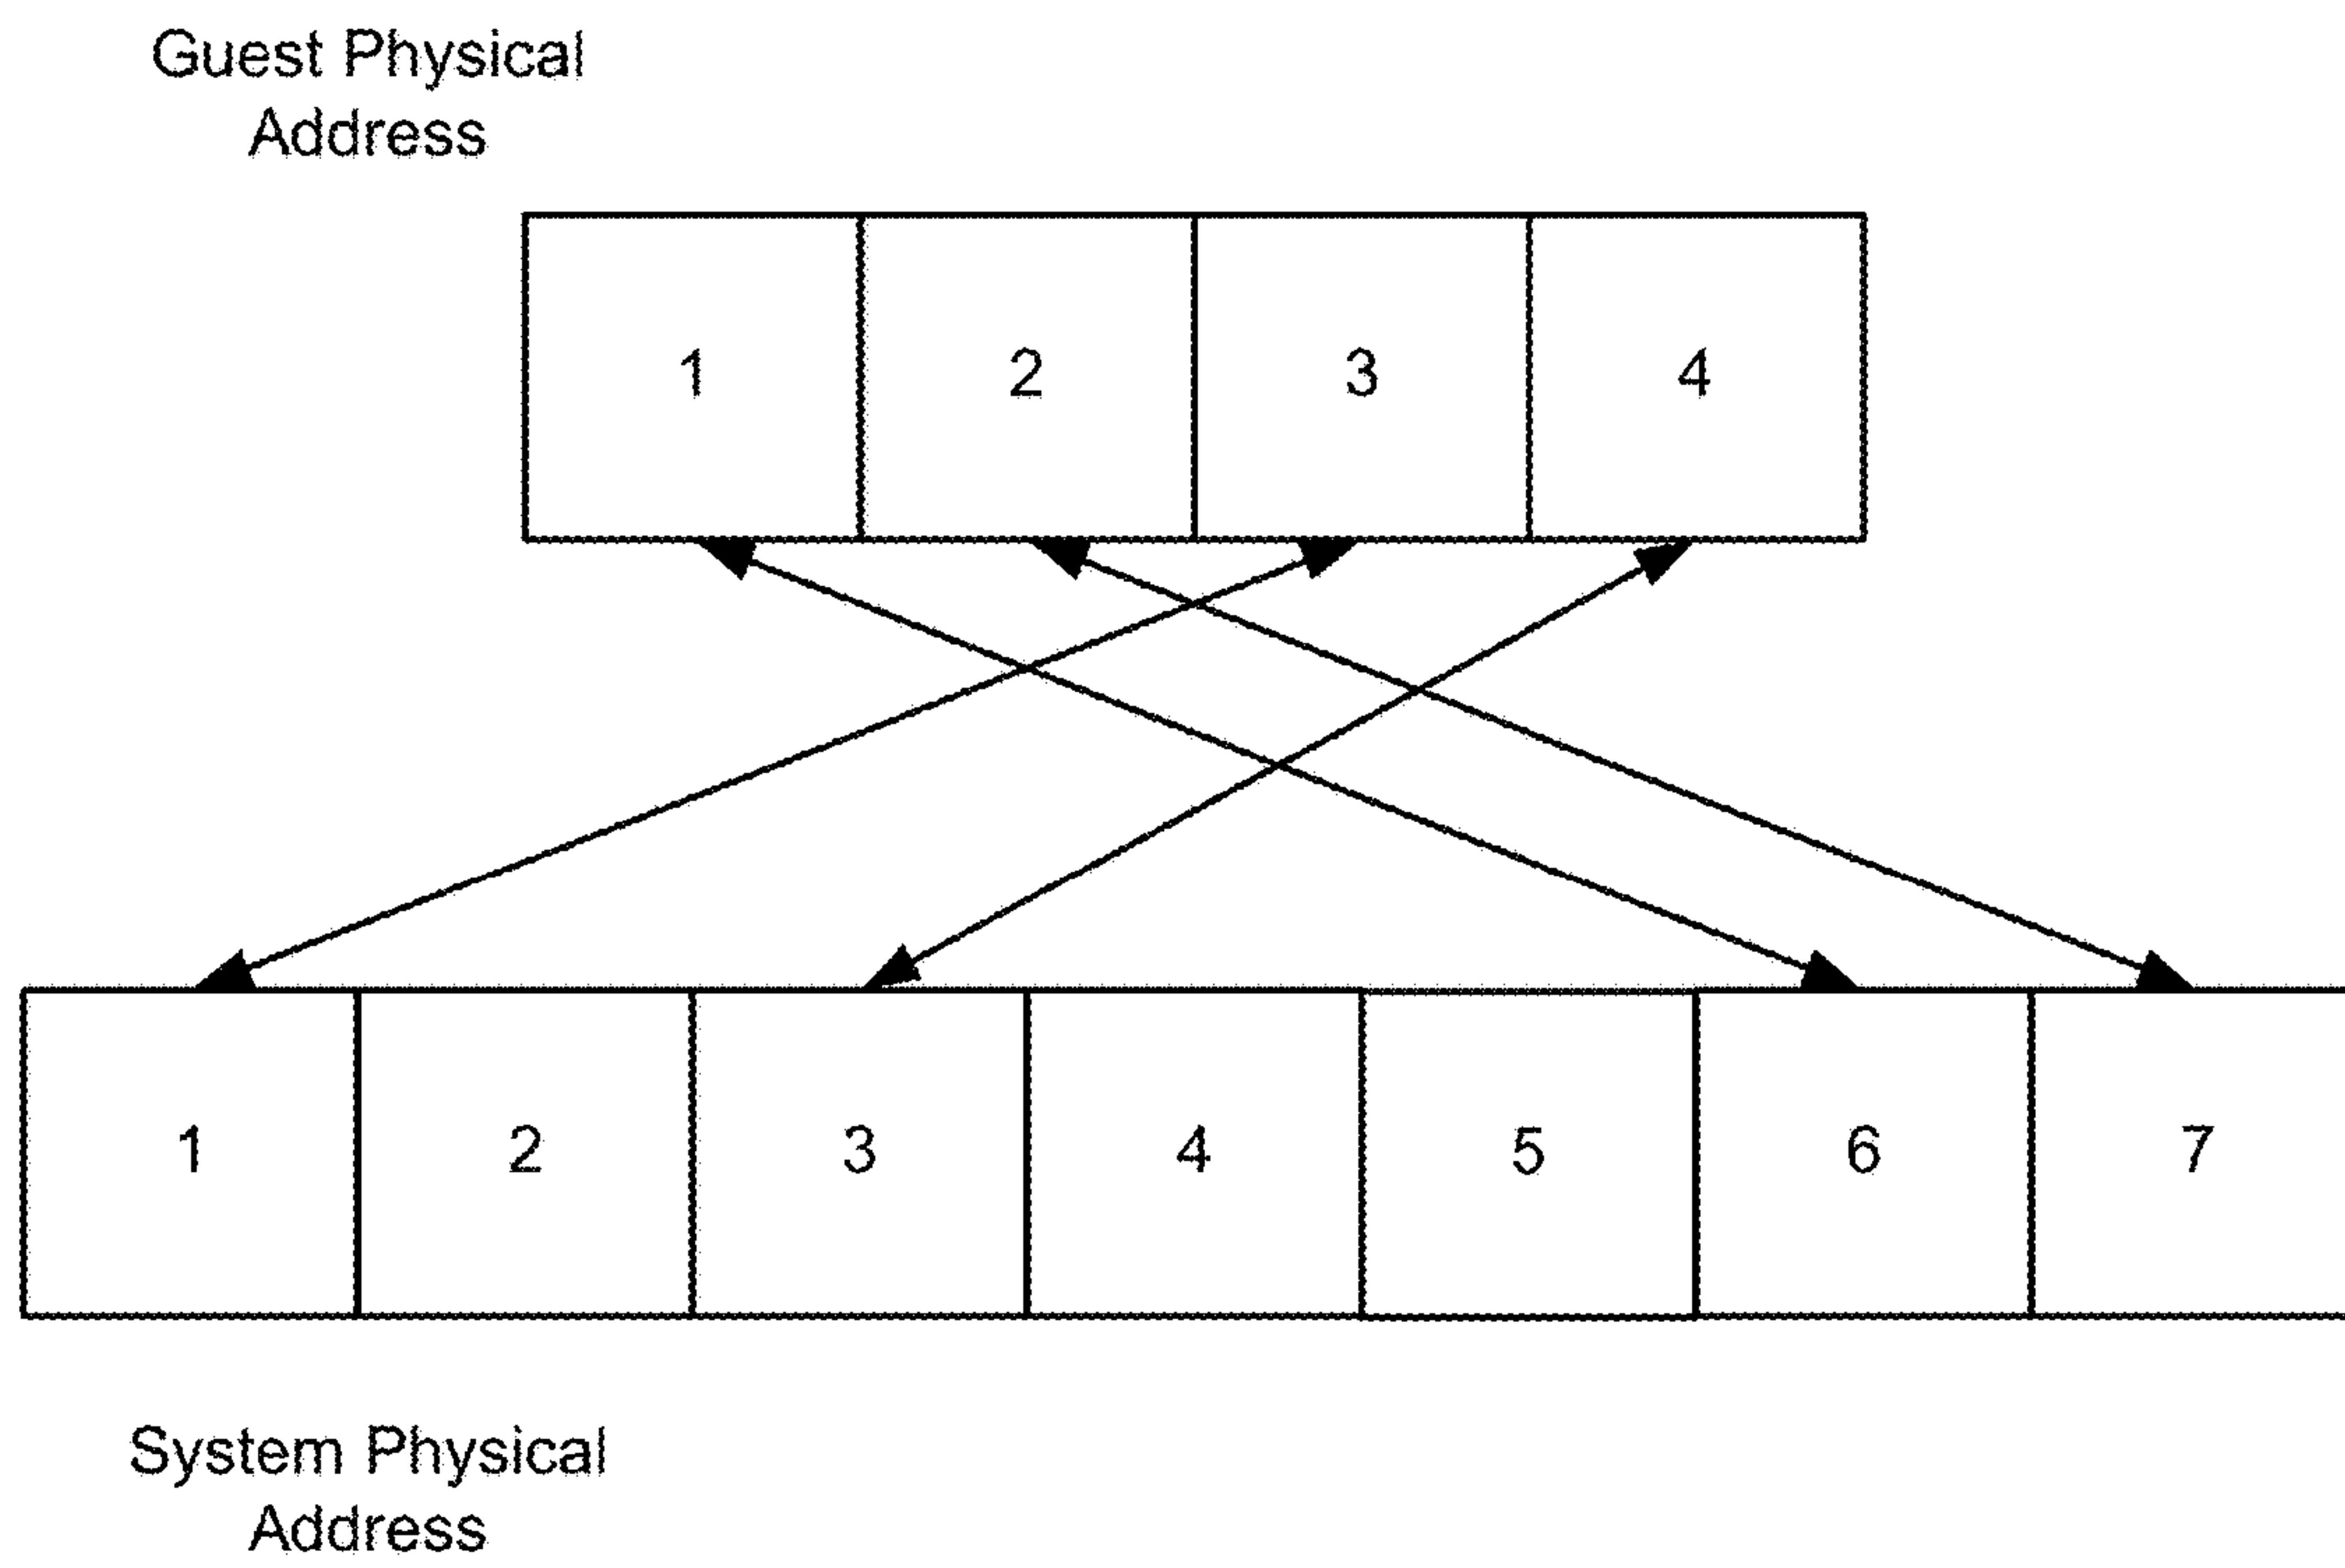 Guest Physical
Address
1 2 3 4
1 2 3 4 5 6 7
System Physical
Address